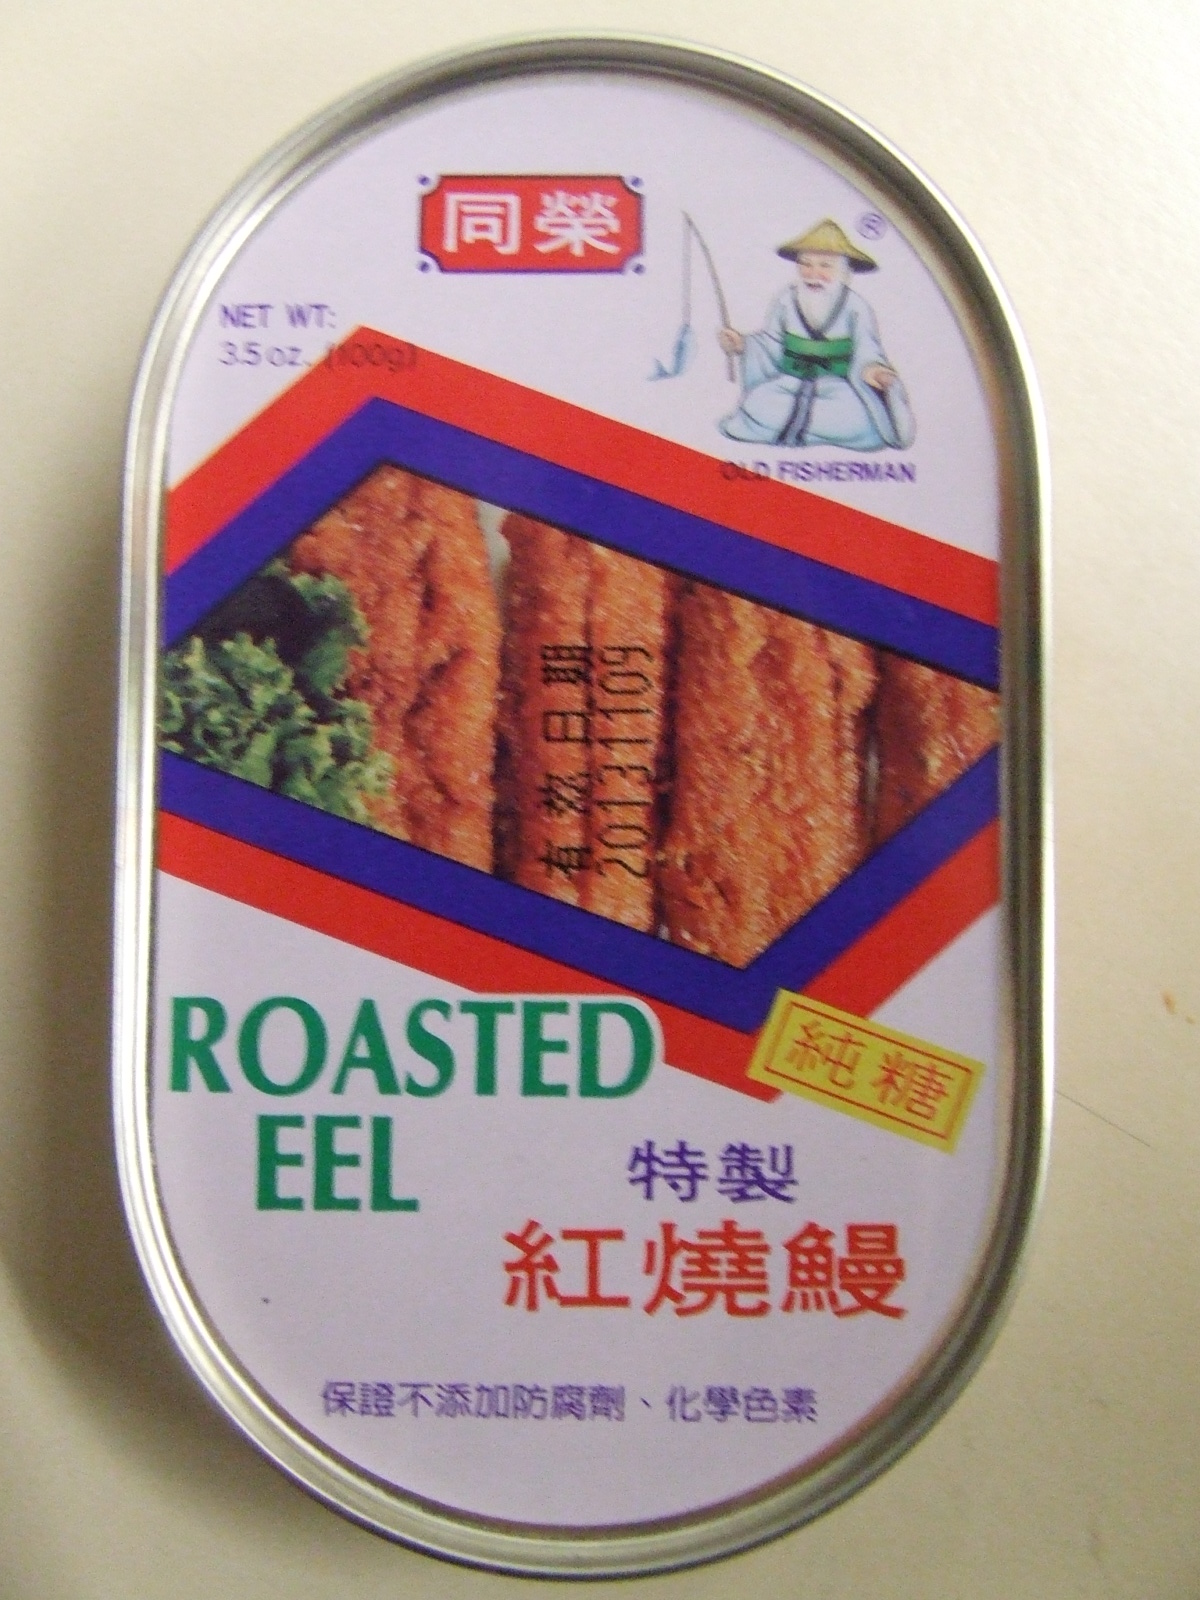 同榮
®
NET WT:
3.5 oz. (100g)
OLD FISHERMAN
有效日期
20131109
ROASTED
EEL
純糖
特製
紅燒鰻
保證不添加防腐劑、化學色素